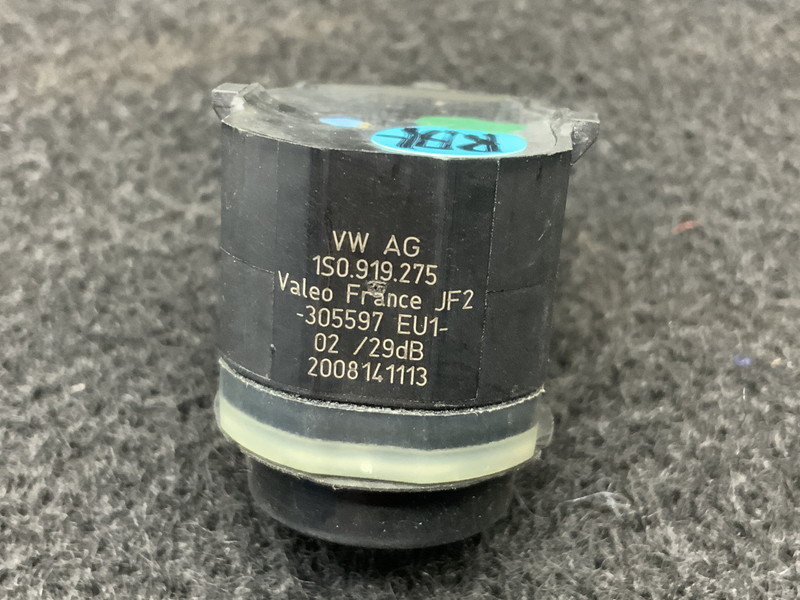 VW AG
1S0.919.275
Valeo France JF2
-305597 EU1-
02 /29dB
2008141113